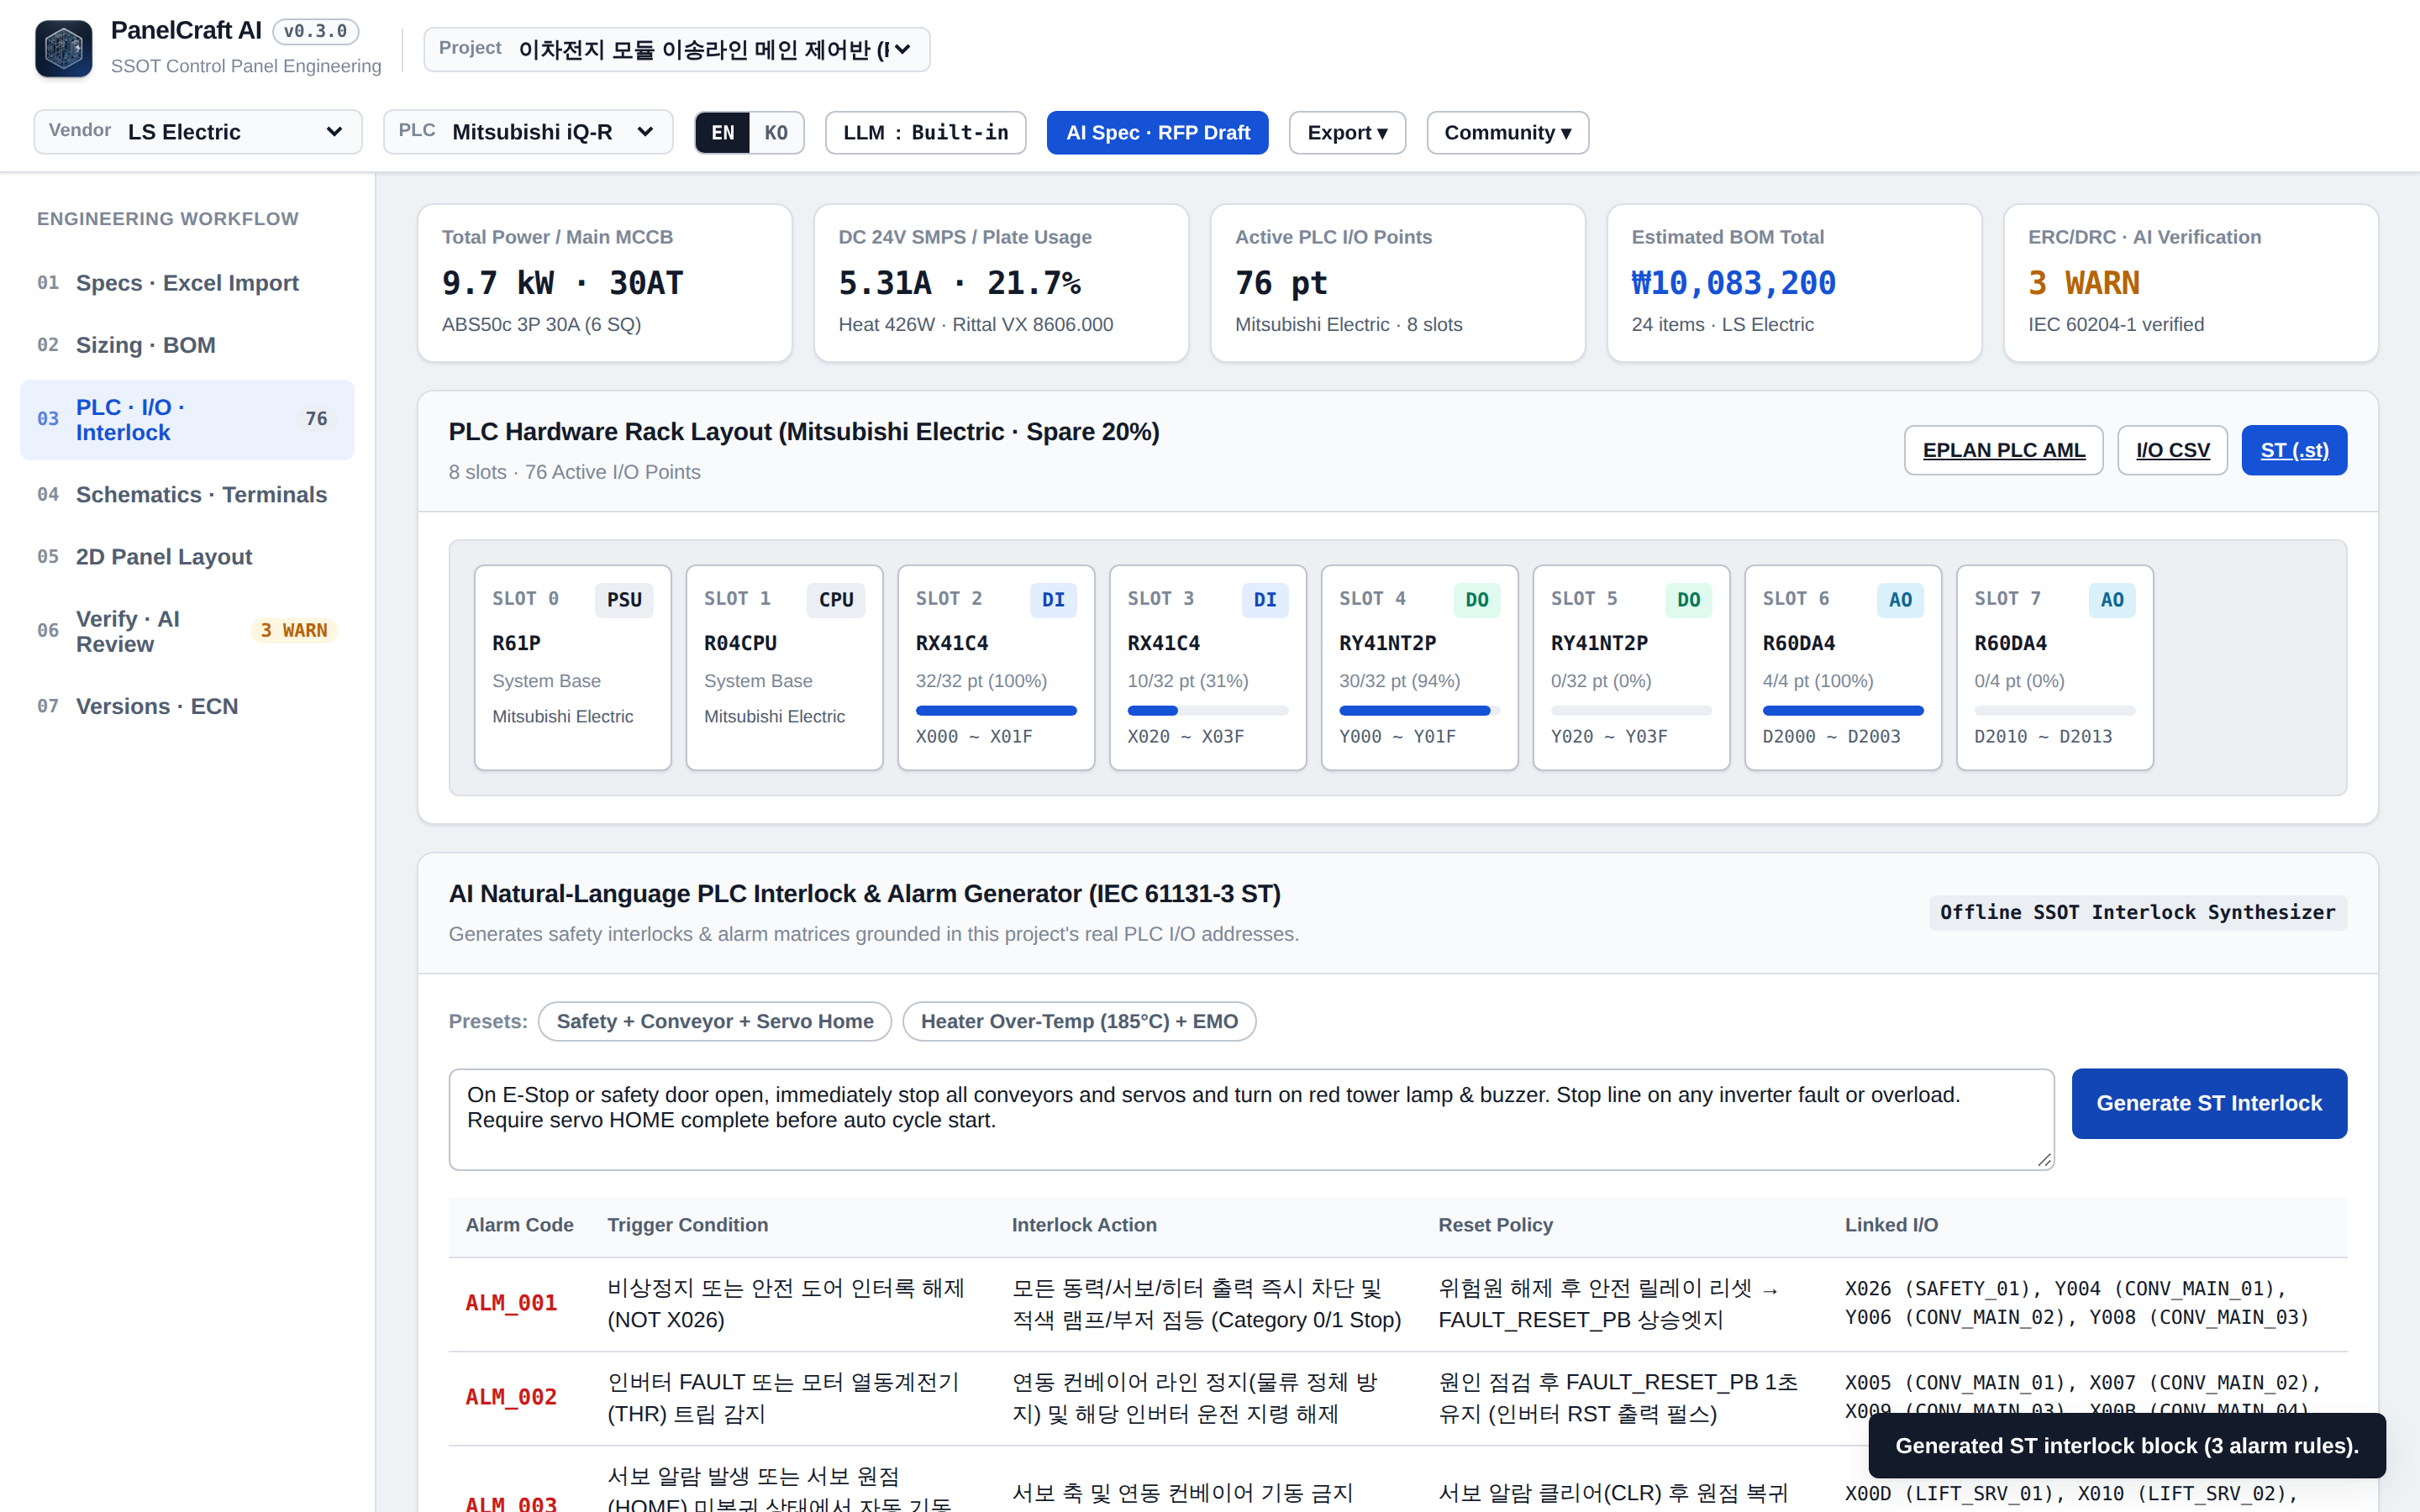 PanelCraft AI v0.3.0
SSOT Control Panel Engineering
Project 이차전지 모듈 이송라인 메인 제어반
Vendor LS Electric
PLC Mitsubishi iQ-R
EN KO
LLM : Built-in
AI Spec · RFP Draft
Export ▾
Community ▾
ENGINEERING WORKFLOW
01 Specs · Excel Import
02 Sizing · BOM
03 PLC · I/O ·
Interlock
76
04 Schematics · Terminals
05 2D Panel Layout
06 Verify · AI
Review
3 WARN
07 Versions · ECN
Total Power / Main MCCB
9.7 kW · 30AT
ABS50c 3P 30A (6 SQ)
DC 24V SMPS / Plate Usage
5.31A · 21.7%
Heat 426W · Rittal VX 8606.000
Active PLC I/O Points
76 pt
Mitsubishi Electric · 8 slots
Estimated BOM Total
₩10,083,200
24 items · LS Electric
ERC/DRC · AI Verification
3 WARN
IEC 60204-1 verified
PLC Hardware Rack Layout (Mitsubishi Electric · Spare 20%)
8 slots · 76 Active I/O Points
EPLAN PLC AML
I/O CSV
ST (.st)
SLOT 0 PSU
R61P
System Base
Mitsubishi Electric
SLOT 1 CPU
R04CPU
System Base
Mitsubishi Electric
SLOT 2 DI
RX41C4
32/32 pt (100%)
X000 ~ X01F
SLOT 3 DI
RX41C4
10/32 pt (31%)
X020 ~ X03F
SLOT 4 DO
RY41NT2P
30/32 pt (94%)
Y000 ~ Y01F
SLOT 5 DO
RY41NT2P
0/32 pt (0%)
Y020 ~ Y03F
SLOT 6 AO
R60DA4
4/4 pt (100%)
D2000 ~ D2003
SLOT 7 AO
R60DA4
0/4 pt (0%)
D2010 ~ D2013
AI Natural-Language PLC Interlock & Alarm Generator (IEC 61131-3 ST)
Generates safety interlocks & alarm matrices grounded in this project's real PLC I/O addresses.
Offline SSOT Interlock Synthesizer
Presets: Safety + Conveyor + Servo Home
Heater Over-Temp (185°C) + EMO
On E-Stop or safety door open, immediately stop all conveyors and servos and turn on red tower lamp & buzzer. Stop line on any inverter fault or overload.
Require servo HOME complete before auto cycle start.
Generate ST Interlock
Alarm Code Trigger Condition Interlock Action Reset Policy Linked I/O
ALM_001
비상정지 또는 안전 도어 인터록 해제
(NOT X026)
모든 동력/서보/히터 출력 즉시 차단 및
적색 램프/부저 점등 (Category 0/1 Stop)
위험원 해제 후 안전 릴레이 리셋 →
FAULT_RESET_PB 상승엣지
X026 (SAFETY_01), Y004 (CONV_MAIN_01),
Y006 (CONV_MAIN_02), Y008 (CONV_MAIN_03)
ALM_002
인버터 FAULT 또는 모터 열동계전기
(THR) 트립 감지
연동 컨베이어 라인 정지(물류 정체 방
지) 및 해당 인버터 운전 지령 해제
원인 점검 후 FAULT_RESET_PB 1초
유지 (인버터 RST 출력 펄스)
X005 (CONV_MAIN_01), X007 (CONV_MAIN_02),
X009 (CONV_MAIN_03), X00B (CONV_MAIN_04)
ALM_003
서보 알람 발생 또는 서보 원점
(HOME) 미복귀 상태에서 자동 기동
서보 축 및 연동 컨베이어 기동 금지
서보 알람 클리어(CLR) 후 원점 복귀
X00D (LIFT_SRV_01), X010 (LIFT_SRV_02),
Generated ST interlock block (3 alarm rules).